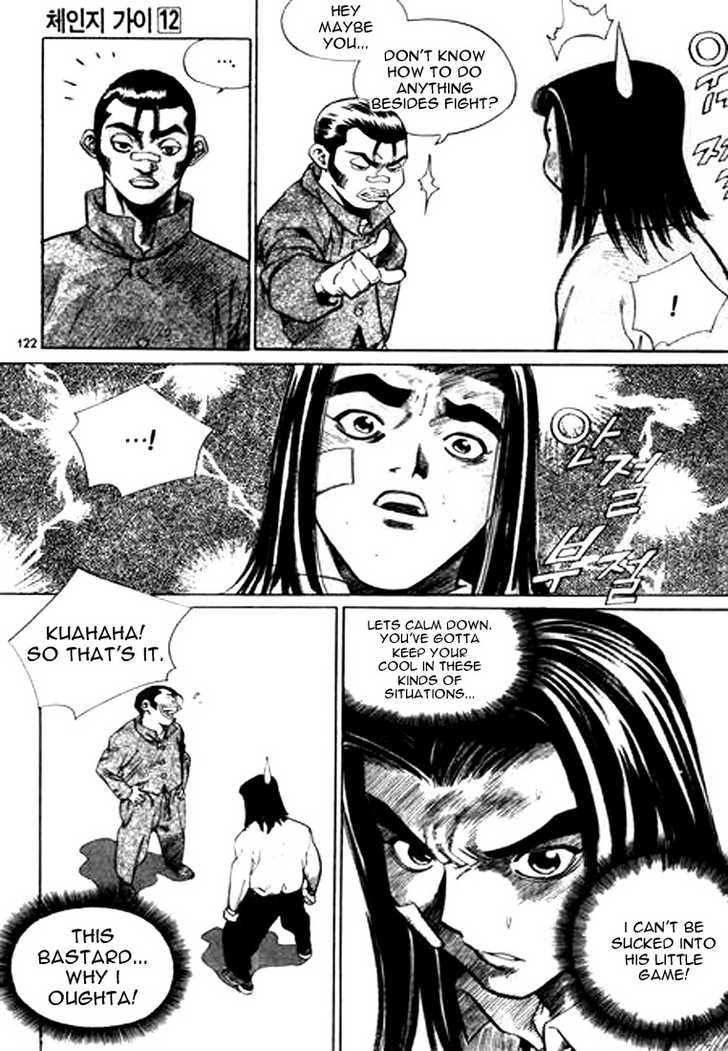 체인지 가이 12
...
HEY
MAYBE
YOU...
DON'T KNOW
HOW TO DO
ANYTHING
BESIDES FIGHT?
!
122
...!
안절
부절
KUAHAHA!
SO THAT'S IT.
LETS CALM DOWN.
YOU'VE GOTTA
KEEP YOUR
COOL IN THESE
KINDS OF
SITUATIONS...
THIS
BASTARD...
WHY I
OUGHTA!
I CAN'T BE
SUCKED INTO
HIS LITTLE
GAME!